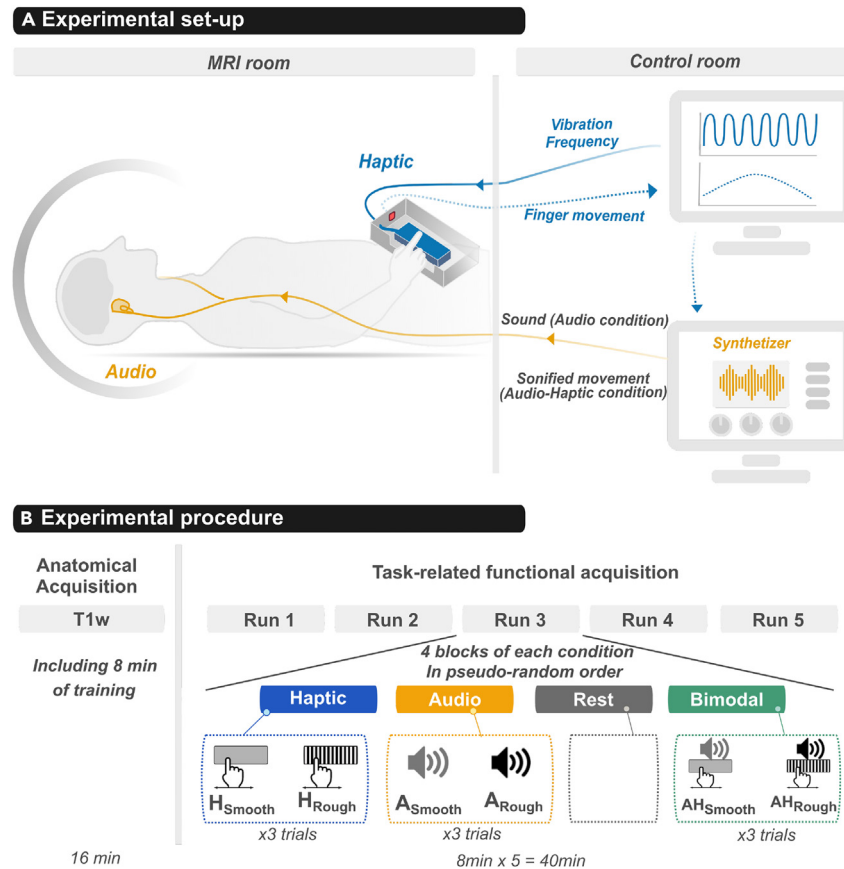 A Experimental set-up
MRI room
Control room
Vibration
Frequency
Haptic
Finger movement
Sound (Audio condition)
Synthetizer
Audio
Sonified movement
(Audio-Haptic condition)
B Experimental procedure
Anatomical
Acquisition
Task-related functional acquisition
T1w
Run 1
Run 2
Run 3
Run 4
Run 5
Including 8 min
of training
4 blocks of each condition
In pseudo-random order
Haptic
Audio
Rest
Bimodal
HSmooth
HRough
ASmooth
ARough
AHSmooth
AHRough
x3 trials
x3 trials
x3 trials
16 min
8min x 5 = 40min